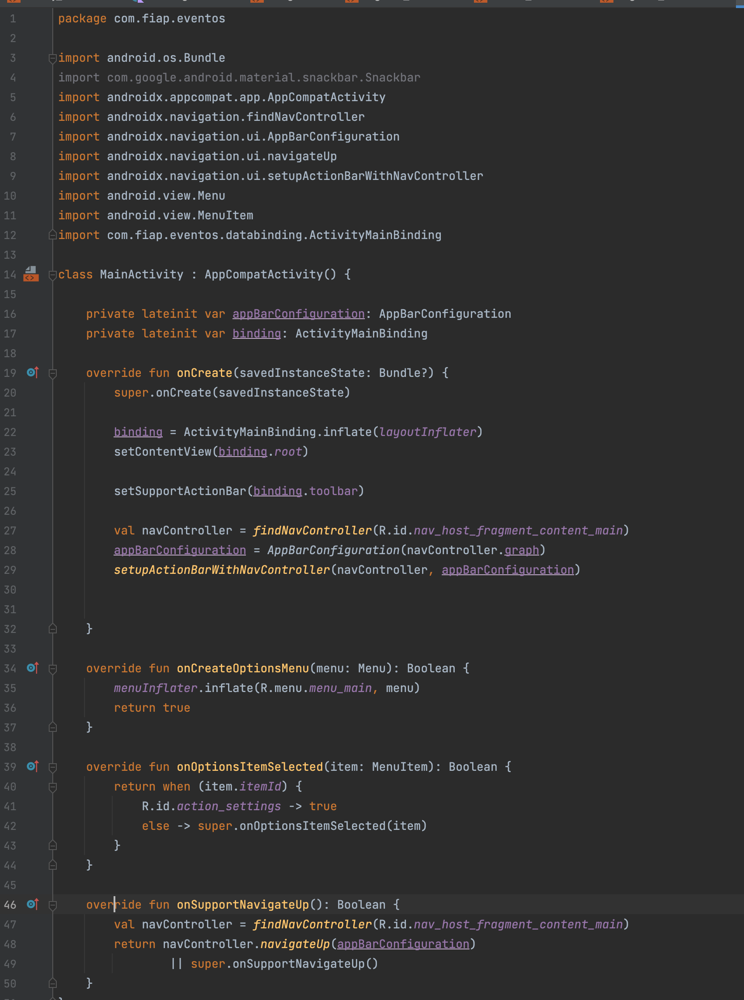 1 package com.fiap.eventos
2
3 import android.os.Bundle
4 import com.google.android.material.snackbar.Snackbar
5 import androidx.appcompat.app.AppCompatActivity
6 import androidx.navigation.findNavController
7 import androidx.navigation.ui.AppBarConfiguration
8 import androidx.navigation.ui.navigateUp
9 import androidx.navigation.ui.setupActionBarWithNavController
10 import android.view.Menu
11 import android.view.MenuItem
12 import com.fiap.eventos.databinding.ActivityMainBinding
13
14 class MainActivity : AppCompatActivity() {
15
16     private lateinit var appBarConfiguration: AppBarConfiguration
17     private lateinit var binding: ActivityMainBinding
18
19     override fun onCreate(savedInstanceState: Bundle?) {
20         super.onCreate(savedInstanceState)
21
22         binding = ActivityMainBinding.inflate(layoutInflater)
23         setContentView(binding.root)
24
25         setSupportActionBar(binding.toolbar)
26
27         val navController = findNavController(R.id.nav_host_fragment_content_main)
28         appBarConfiguration = AppBarConfiguration(navController.graph)
29         setupActionBarWithNavController(navController, appBarConfiguration)
30
31
32     }
33
34     override fun onCreateOptionsMenu(menu: Menu): Boolean {
35         menuInflater.inflate(R.menu.menu_main, menu)
36         return true
37     }
38
39     override fun onOptionsItemSelected(item: MenuItem): Boolean {
40         return when (item.itemId) {
41             R.id.action_settings -> true
42             else -> super.onOptionsItemSelected(item)
43         }
44     }
45
46     override fun onSupportNavigateUp(): Boolean {
47         val navController = findNavController(R.id.nav_host_fragment_content_main)
48         return navController.navigateUp(appBarConfiguration)
49                 || super.onSupportNavigateUp()
50     }